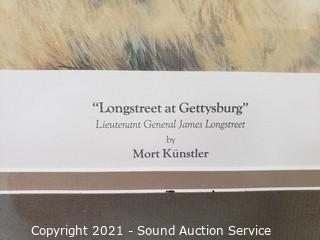 “Longstreet at Gettysburg”
Lieutenant General James Longstreet
by
Mort Künstler
Copyright 2021 - Sound Auction Service